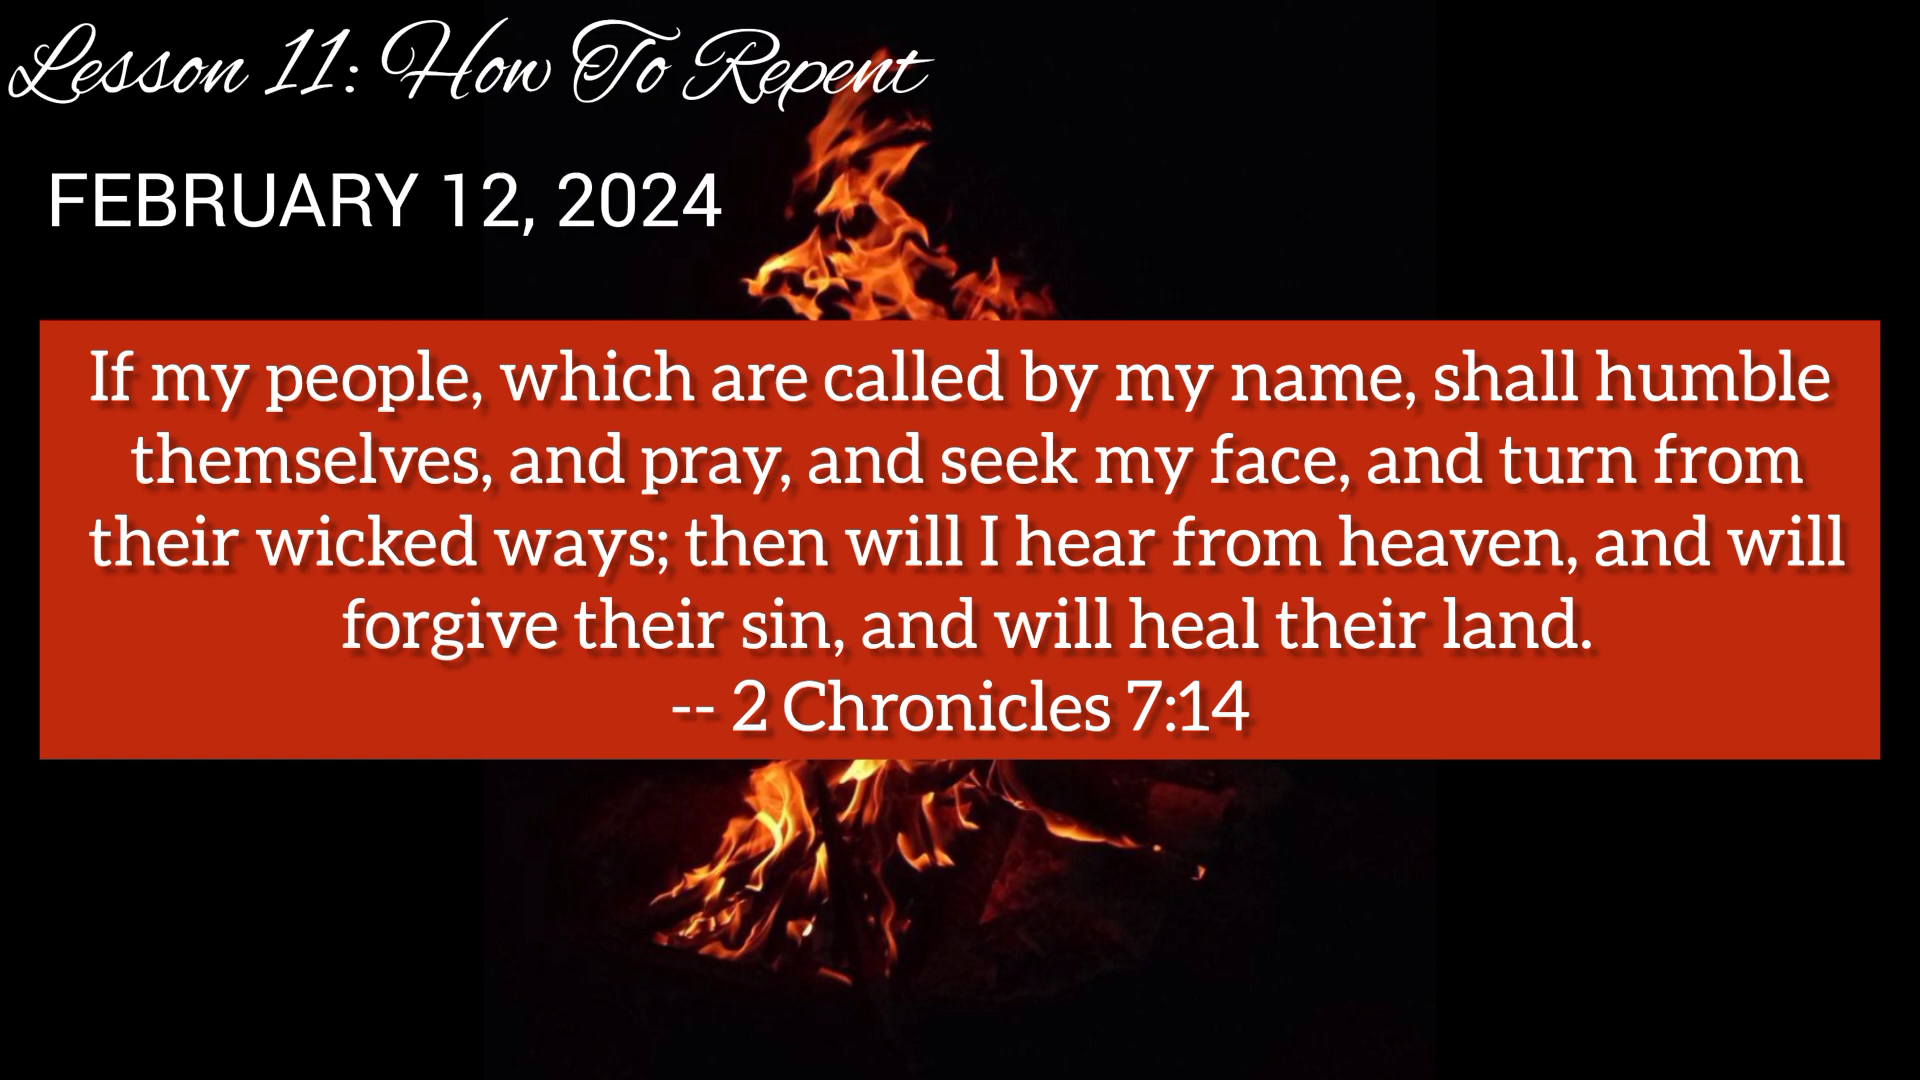 Lesson 11: How To Repent
FEBRUARY 12, 2024
If my people, which are called by my name, shall humble
themselves, and pray, and seek my face, and turn from
their wicked ways; then will I hear from heaven, and will
forgive their sin, and will heal their land.
-- 2 Chronicles 7:14